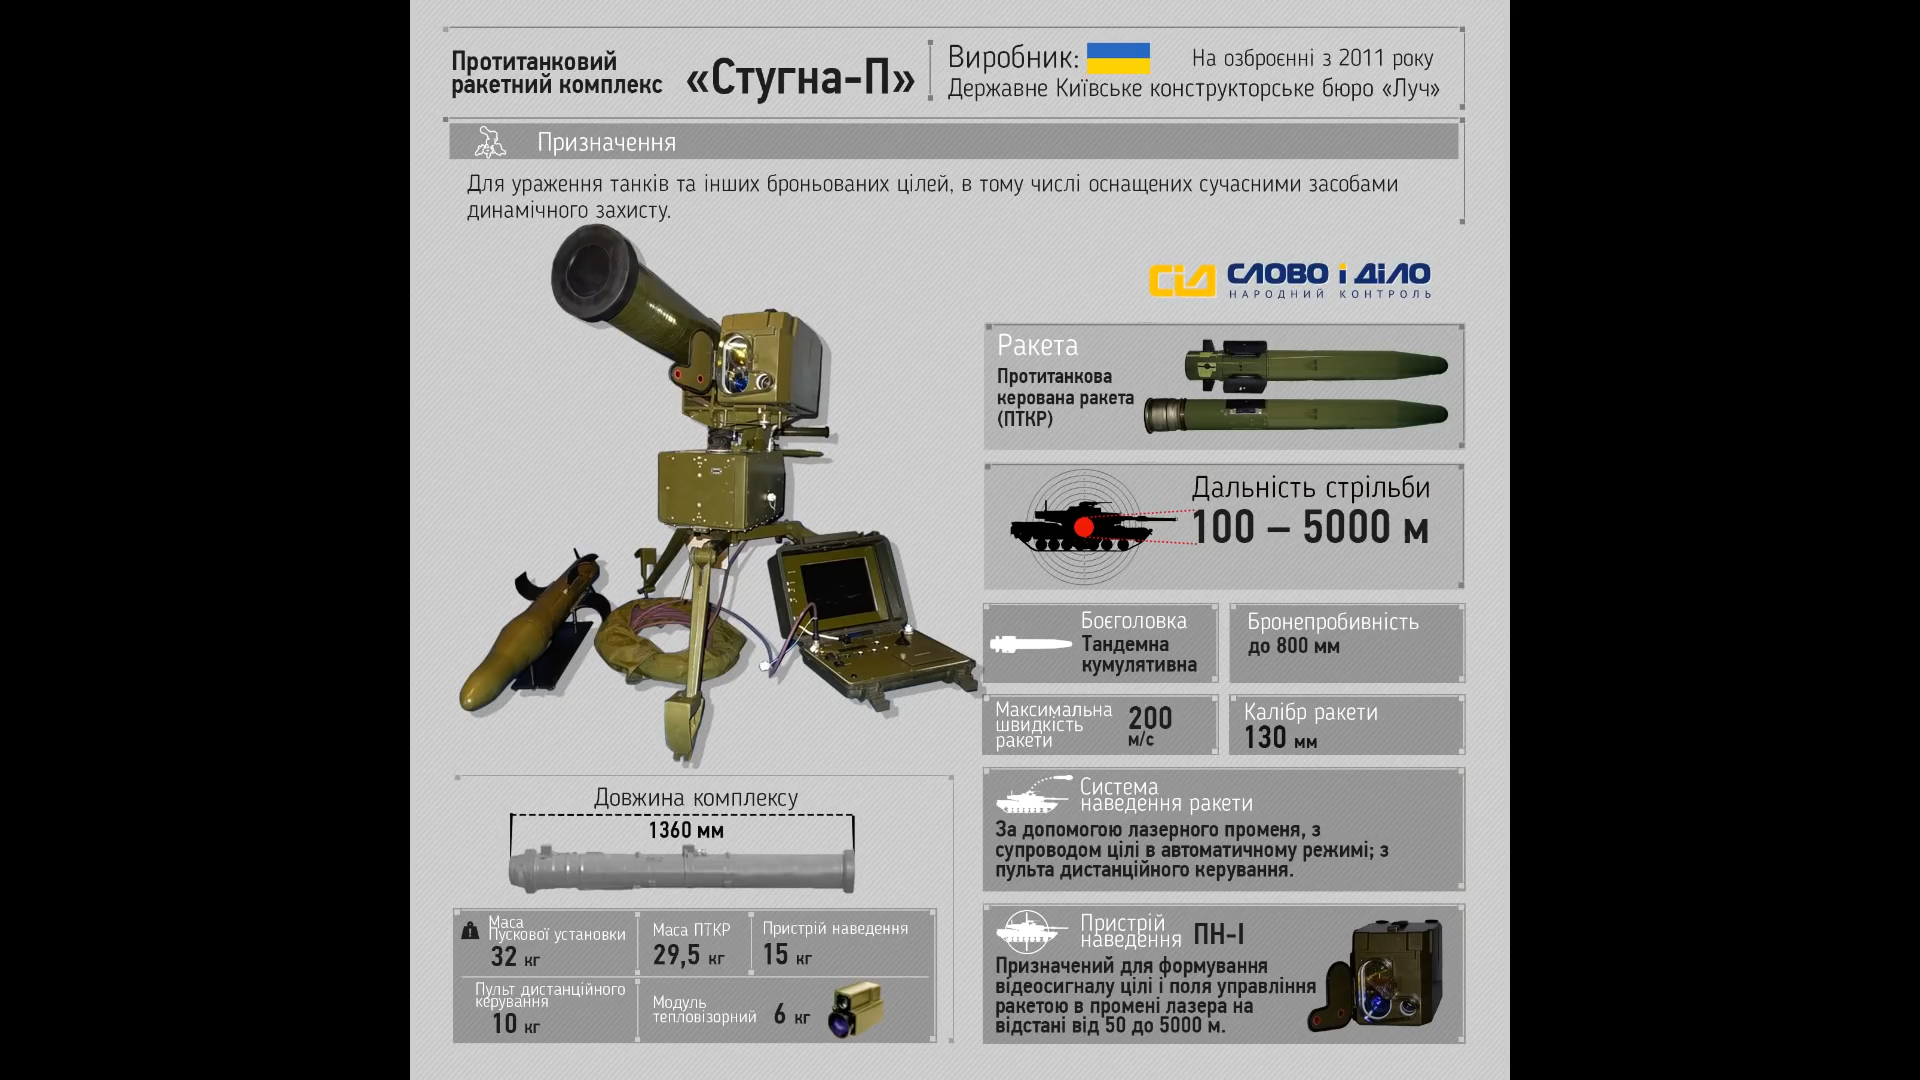 Протитанковий
ракетний комплекс
«Стугна-П»
Виробник:
На озброєнні з 2011 року
Державне Київське конструкторське бюро «Луч»
Призначення
Для ураження танків та інших броньованих цілей, в тому числі оснащених сучасними засобами
динамічного захисту.
СіД СЛОВО і ДіЛО
НАРОДНИЙ КОНТРОЛЬ
Ракета
Протитанкова
керована ракета
(ПТКР)
Дальність стрільби
100 – 5000 м
Боєголовка
Тандемна
кумулятивна
Бронепробивність
до 800 мм
Максимальна
швидкість
ракети
200
м/с
Калібр ракети
130 мм
Система
наведення ракети
За допомогою лазерного променя, з
супроводом цілі в автоматичному режимі; з
пульта дистанційного керування.
Пристрій
наведення
ПН-І
Призначений для формування
відеосигналу цілі і поля управління
ракетою в промені лазера на
відстані від 50 до 5000 м.
Довжина комплексу
1360 мм
Маса
Пускової установки
32 кг
Маса ПТКР
29,5 кг
Пристрій наведення
15 кг
Пульт дистанційного
керування
10 кг
Модуль
тепловізорний
6 кг